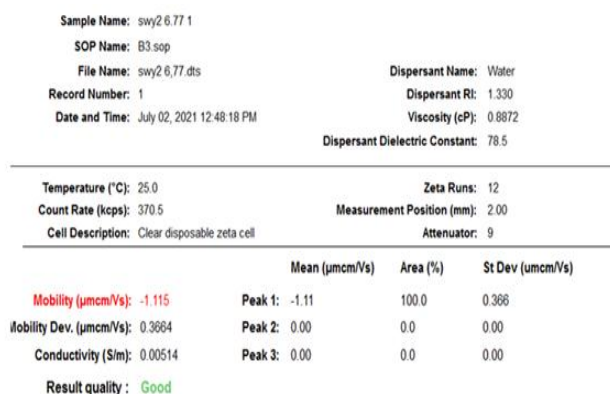 Sample Name: swy2 6.77 1
SOP Name: B3.sop
File Name: swy2 6,77.dts Dispersant Name: Water
Record Number: 1 Dispersant RI: 1.330
Date and Time: July 02, 2021 12:48:18 PM Viscosity (cP): 0.8872
Dispersant Dielectric Constant: 78.5
Temperature (°C): 25.0 Zeta Runs: 12
Count Rate (kcps): 370.5 Measurement Position (mm): 2.00
Cell Description: Clear disposable zeta cell Attenuator: 9
Mean (µmcm/Vs) Area (%) St Dev (umcm/Vs)
Mobility (µmcm/Vs): -1.115 Peak 1: -1.11 100.0 0.366
Mobility Dev. (µmcm/Vs): 0.3664 Peak 2: 0.00 0.0 0.00
Conductivity (S/m): 0.00514 Peak 3: 0.00 0.0 0.00
Result quality : Good